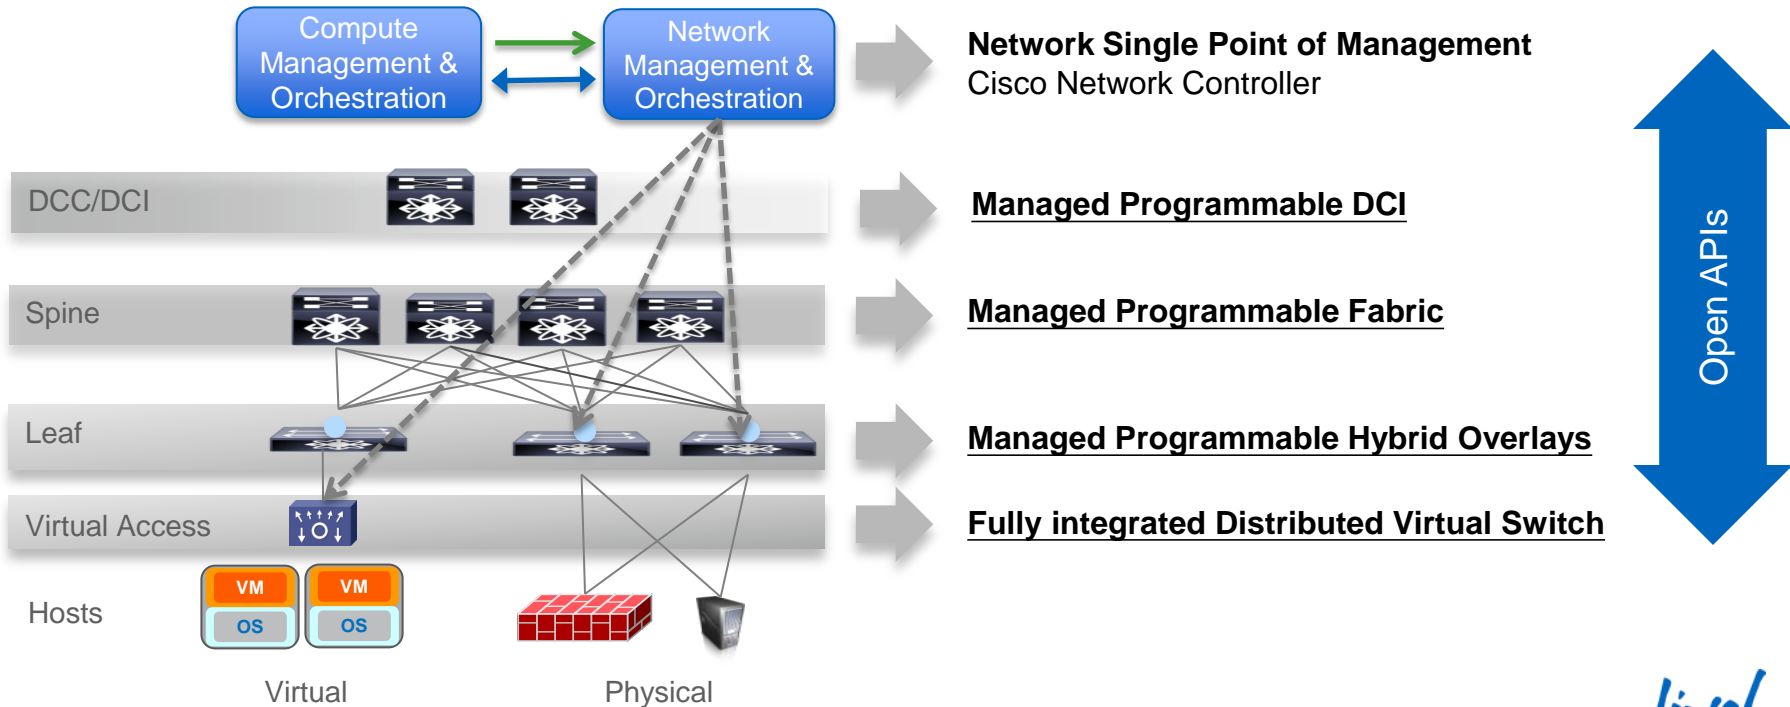 Compute
Management &
Orchestration
Network
Management &
Orchestration
Network Single Point of Management
Cisco Network Controller
DCC/DCI
Managed Programmable DCI
Spine
Managed Programmable Fabric
Leaf
Managed Programmable Hybrid Overlays
Virtual Access
Fully integrated Distributed Virtual Switch
Hosts
VM
OS
VM
OS
Virtual
Physical
Open APIs